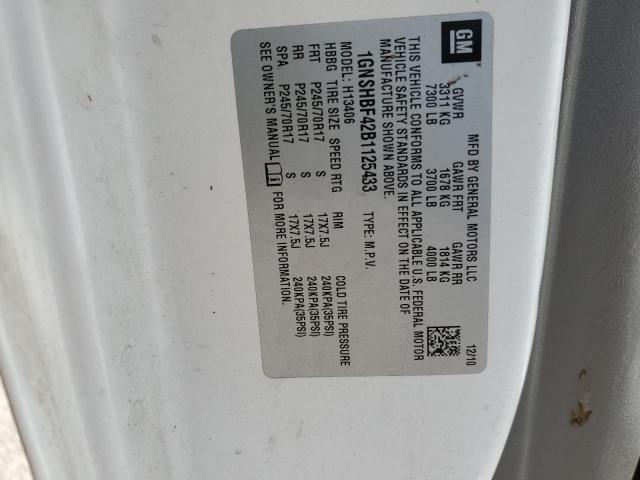 GM
MFD BY GENERAL MOTORS LLC 12/10
GVWR GAWR FRT GAWR RR
3311 KG 1678 KG 1814 KG
7300 LB 3700 LB 4000 LB
THIS VEHICLE CONFORMS TO ALL APPLICABLE U.S. FEDERAL MOTOR
VEHICLE SAFETY STANDARDS IN EFFECT ON THE DATE OF
MANUFACTURE SHOWN ABOVE.
1GNSHBF42B1125433 TYPE: M.P.V.
MODEL: H13406
HBBG TIRE SIZE SPEED RTG RIM COLD TIRE PRESSURE
FRT P245/70R17 S 17X7.5J 240KPA(35PSI)
RR P245/70R17 S 17X7.5J 240KPA(35PSI)
SPA P245/70R17 S 17X7.5J 240KPA(35PSI)
SEE OWNER'S MANUAL FOR MORE INFORMATION.